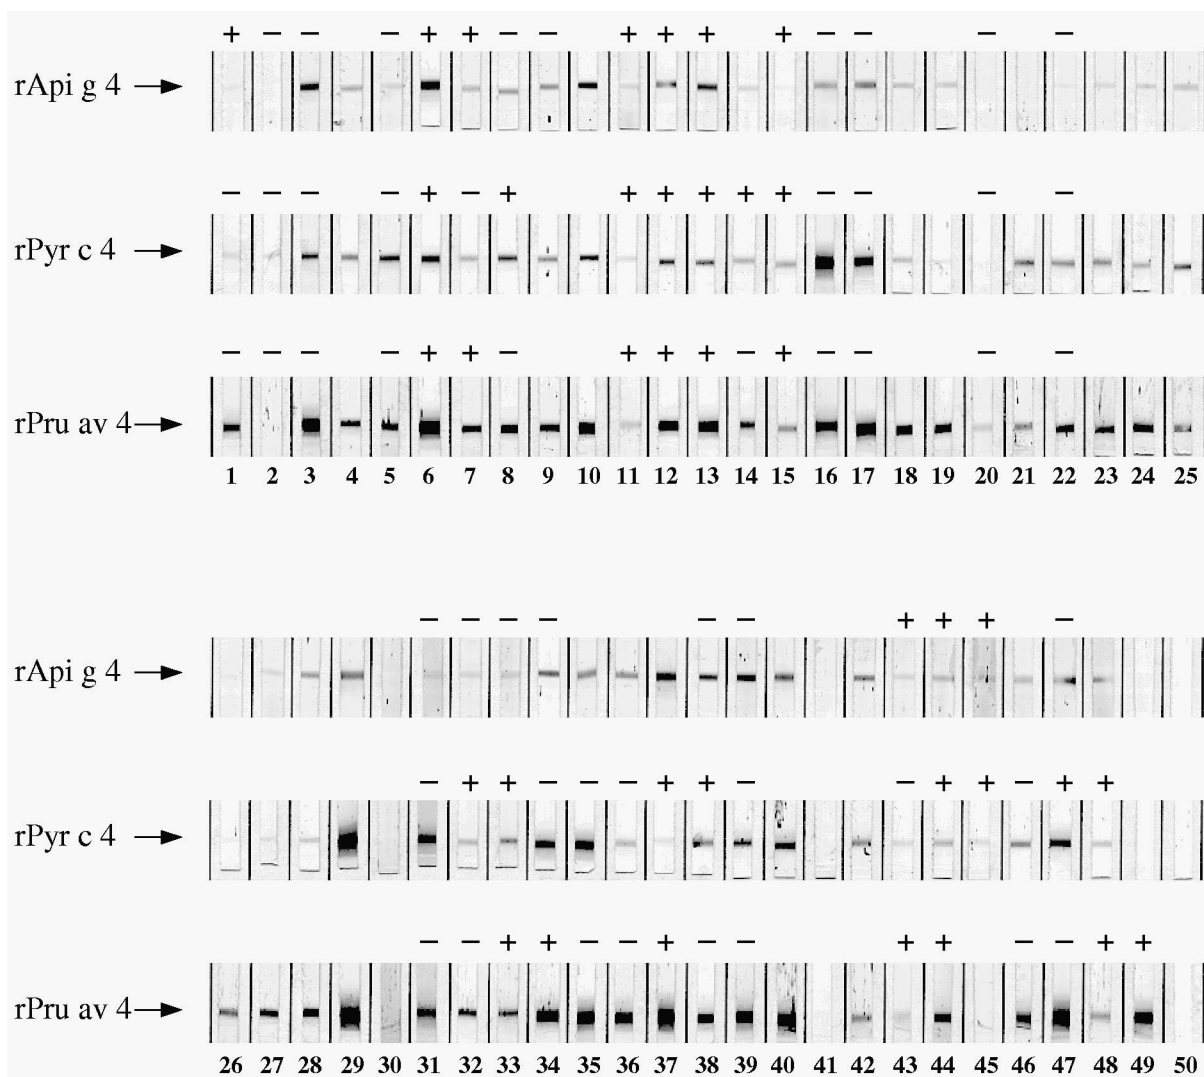 + − − − + + − − + + + + − − − −
rApi g 4
− − − − + − + + + + + + − − − −
rPyr c 4
− − − − + + − + + + − + − − − −
rPru av 4
1 2 3 4 5 6 7 8 9 10 11 12 13 14 15 16 17 18 19 20 21 22 23 24 25
− − − − − − + + + −
rApi g 4
− + + − − − + + − − + + − + +
rPyr c 4
− − + + − − + − − + + − − + +
rPru av 4
26 27 28 29 30 31 32 33 34 35 36 37 38 39 40 41 42 43 44 45 46 47 48 49 50